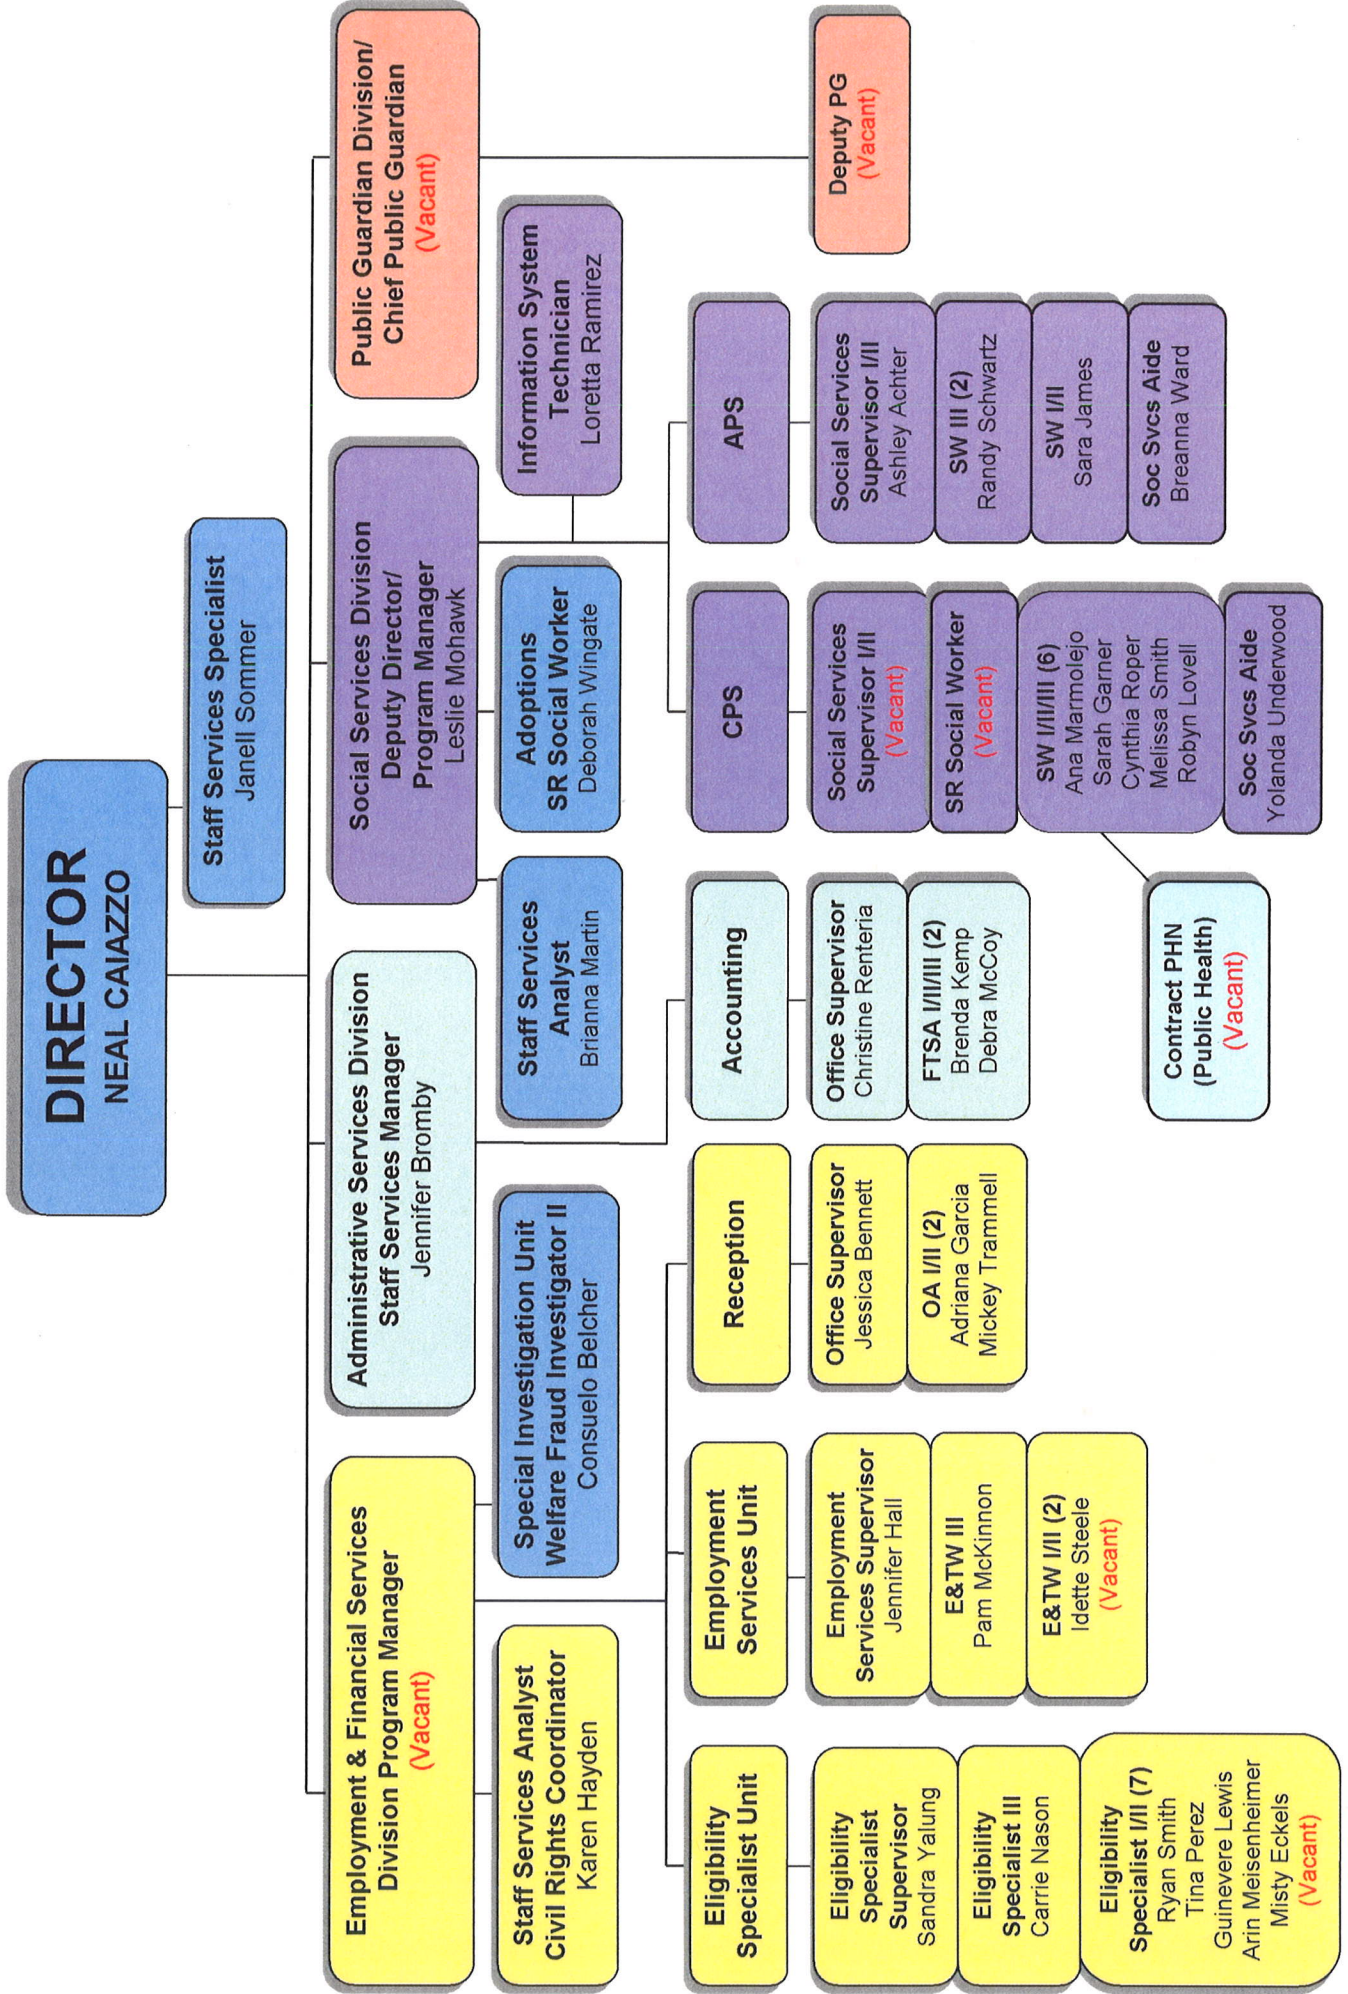 DIRECTOR
NEAL CAIAZZO
Staff Services Specialist
Janell Sommer
Employment & Financial Services
Division Program Manager
(Vacant)
Administrative Services Division
Staff Services Manager
Jennifer Bromby
Social Services Division
Deputy Director/
Program Manager
Leslie Mohawk
Public Guardian Division/
Chief Public Guardian
(Vacant)
Staff Services Analyst
Civil Rights Coordinator
Karen Hayden
Special Investigation Unit
Welfare Fraud Investigator II
Consuelo Belcher
Staff Services
Analyst
Brianna Martin
Adoptions
SR Social Worker
Deborah Wingate
Information System
Technician
Loretta Ramirez
Eligibility
Specialist Unit
Employment
Services Unit
Reception
Accounting
CPS
APS
Eligibility
Specialist
Supervisor
Sandra Yalung
Eligibility
Specialist III
Carrie Nason
Eligibility
Specialist I/II (7)
Ryan Smith
Tina Perez
Guinevere Lewis
Arin Meisenheimer
Misty Eckels
(Vacant)
Employment
Services Supervisor
Jennifer Hall
E&TW III
Pam McKinnon
E&TW I/II (2)
Idette Steele
(Vacant)
Office Supervisor
Jessica Bennett
OA I/II (2)
Adriana Garcia
Mickey Trammell
Office Supervisor
Christine Renteria
FTSA I/II/III (2)
Brenda Kemp
Debra McCoy
Contract PHN
(Public Health)
(Vacant)
Social Services
Supervisor I/II
(Vacant)
SR Social Worker
(Vacant)
SW I/II/III (6)
Ana Marmolejo
Sarah Garner
Cynthia Roper
Melissa Smith
Robyn Lovell
Soc Svcs Aide
Yolanda Underwood
Social Services
Supervisor I/II
Ashley Achter
SW III (2)
Randy Schwartz
SW I/II
Sara James
Soc Svcs Aide
Breanna Ward
Deputy PG
(Vacant)